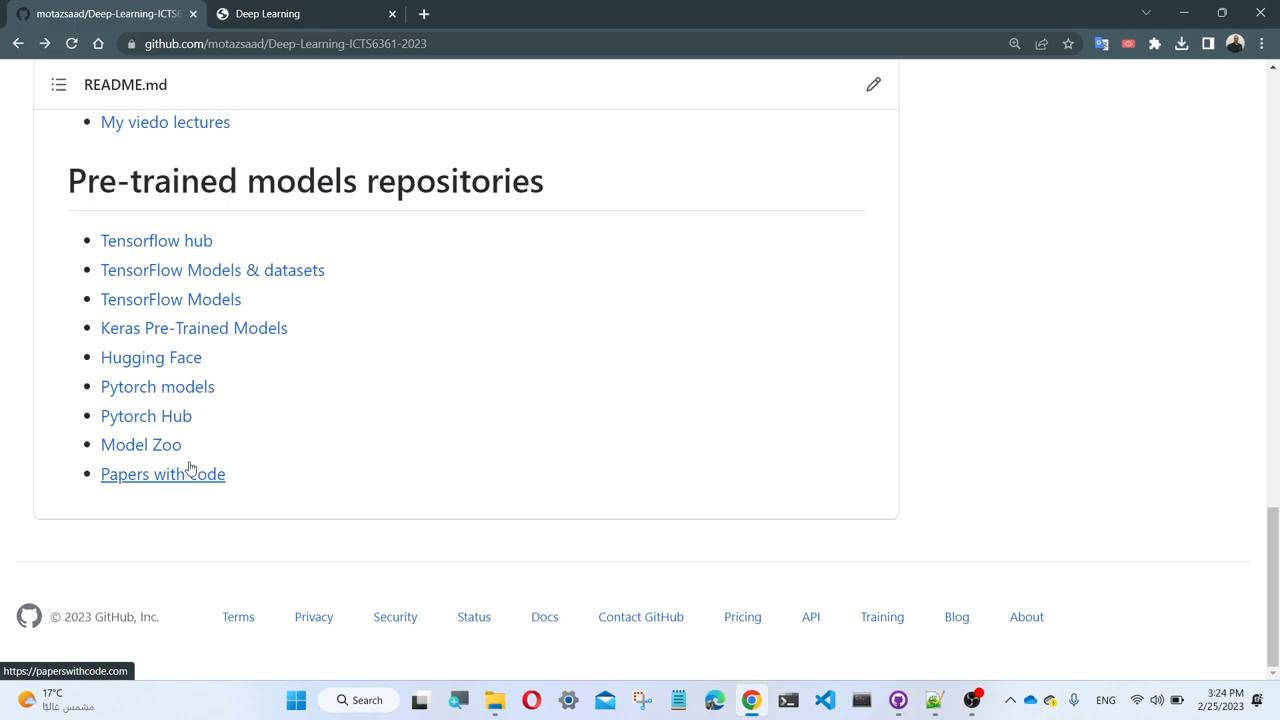 motazsaad/Deep-Learning-ICTS6
Deep Learning
github.com/motazsaad/Deep-Learning-ICTS6361-2023
README.md
My viedo lectures
Pre-trained models repositories
Tensorflow hub
TensorFlow Models & datasets
TensorFlow Models
Keras Pre-Trained Models
Hugging Face
Pytorch models
Pytorch Hub
Model Zoo
Papers with code
© 2023 GitHub, Inc.
Terms
Privacy
Security
Status
Docs
Contact GitHub
Pricing
API
Training
Blog
About
https://paperswithcode.com
17°C
مشمس غالبًا
Search
ENG
3:24 PM
2/25/2023